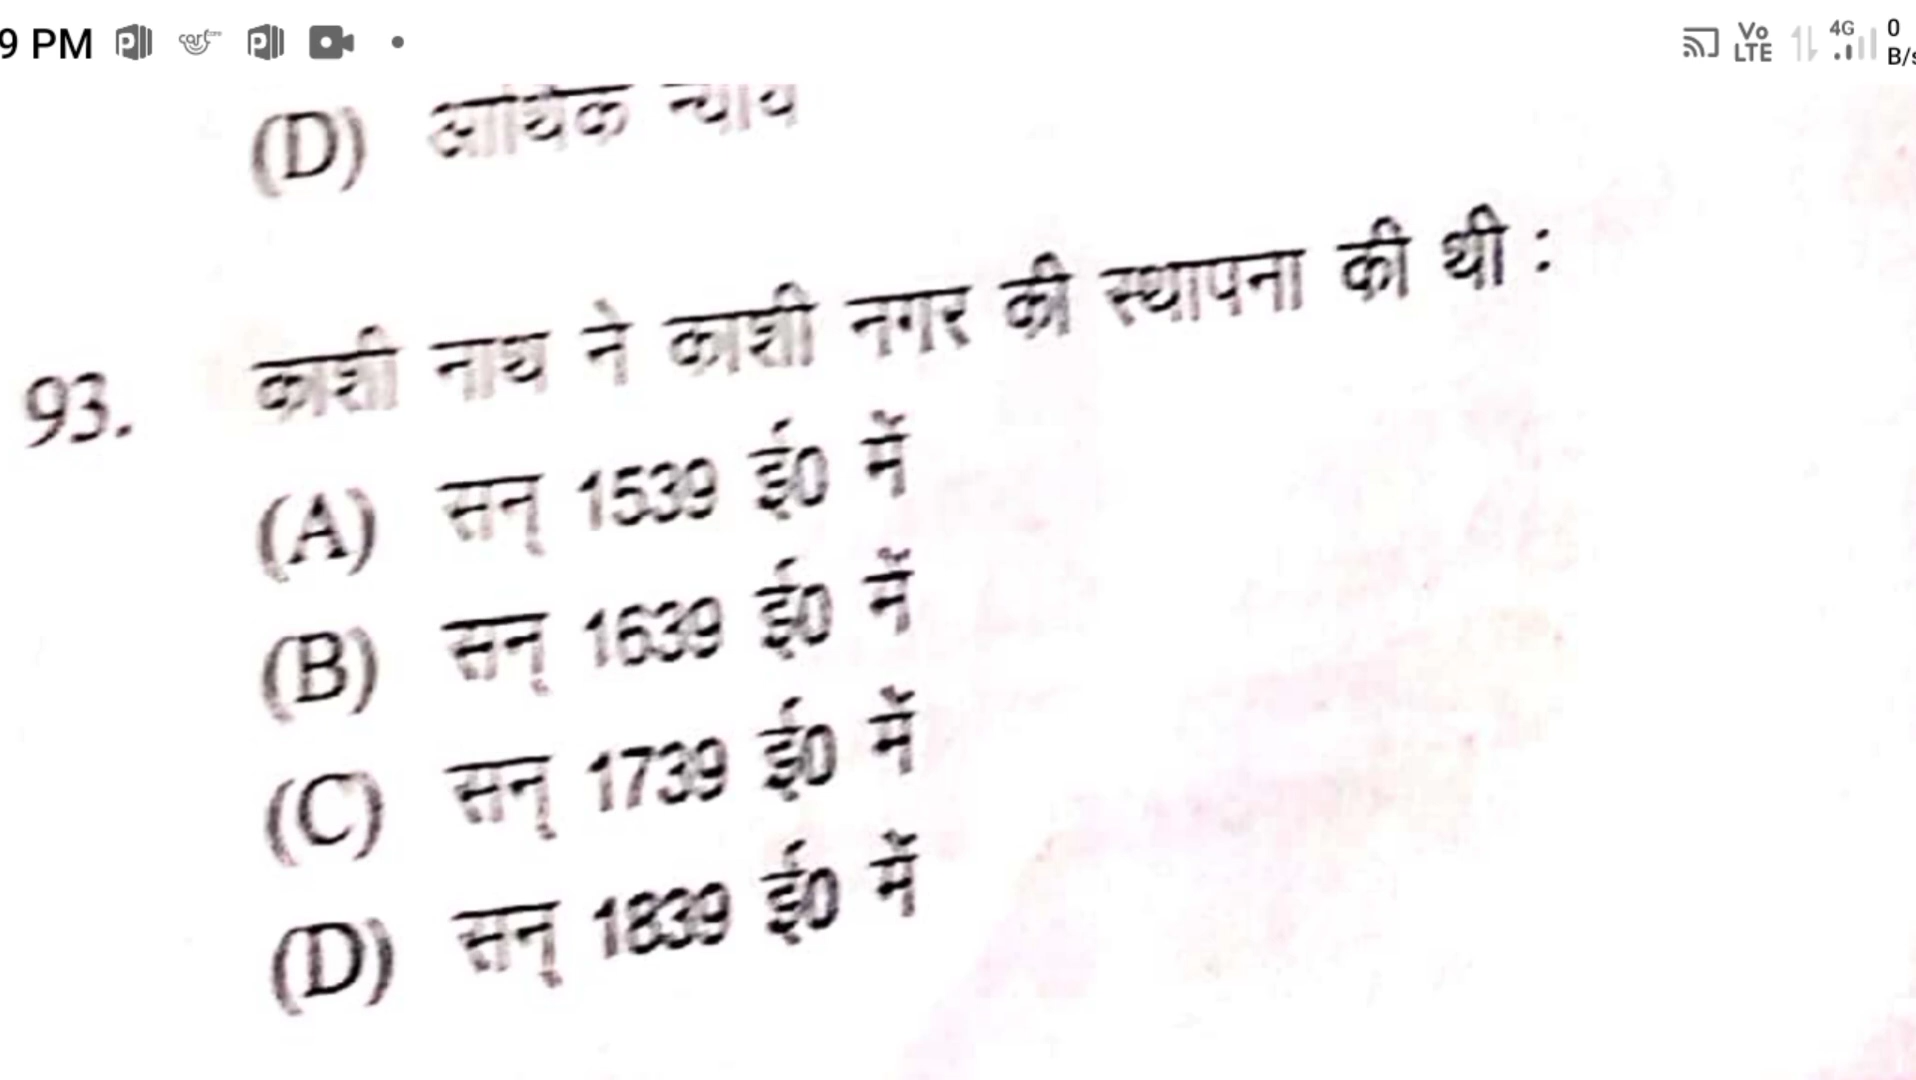 9 PM
Vo LTE 4G 0 B/s
(D) आर्थिक न्याय
93. काशी नाथ ने काशी नगर की स्थापना की थी :
(A) सन् 1539 ई0 में
(B) सन् 1639 ई0 में
(C) सन् 1739 ई0 में
(D) सन् 1839 ई0 में